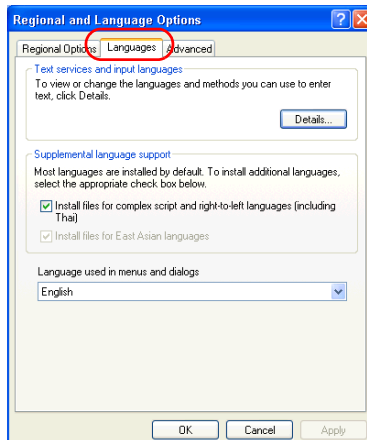 Regional and Language Options
Regional Options
Languages
Advanced
Text services and input languages
To view or change the languages and methods you can use to enter
text, click Details.
Details...
Supplemental language support
Most languages are installed by default. To install additional languages,
select the appropriate check box below.
Install files for complex script and right-to-left languages (including
Thai)
Install files for East Asian languages
Language used in menus and dialogs
English
OK
Cancel
Apply